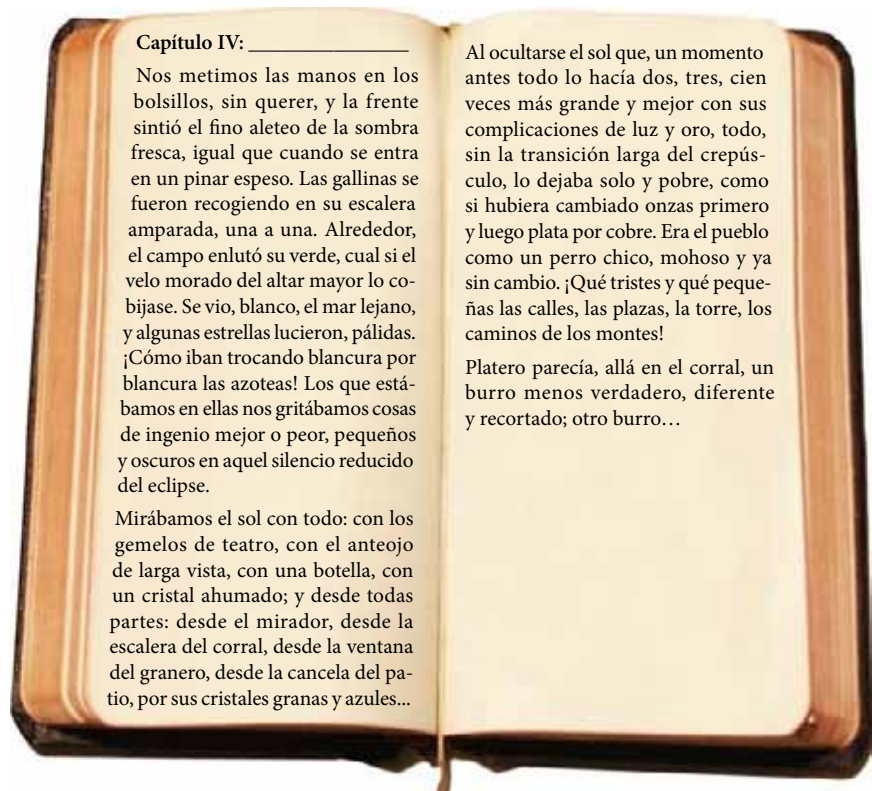 Capítulo IV: _______________
Nos metimos las manos en los
bolsillos, sin querer, y la frente
sintió el fino aleteo de la sombra
fresca, igual que cuando se entra
en un pinar espeso. Las gallinas se
fueron recogiendo en su escalera
amparada, una a una. Alrededor,
el campo enlutó su verde, cual si el
velo morado del altar mayor lo co-
bijase. Se vio, blanco, el mar lejano,
y algunas estrellas lucieron, pálidas.
¡Cómo iban trocando blancura por
blancura las azoteas! Los que está-
bamos en ellas nos gritábamos cosas
de ingenio mejor o peor, pequeños
y oscuros en aquel silencio reducido
del eclipse.
Mirábamos el sol con todo: con los
gemelos de teatro, con el anteojo
de larga vista, con una botella, con
un cristal ahumado; y desde todas
partes: desde el mirador, desde la
escalera del corral, desde la ventana
del granero, desde la cancela del pa-
tio, por sus cristales granas y azules...
Al ocultarse el sol que, un momento
antes todo lo hacía dos, tres, cien
veces más grande y mejor con sus
complicaciones de luz y oro, todo,
sin la transición larga del crepús-
culo, lo dejaba solo y pobre, como
si hubiera cambiado onzas primero
y luego plata por cobre. Era el pueblo
como un perro chico, mohoso y ya
sin cambio. ¡Qué tristes y qué peque-
ñas las calles, las plazas, la torre, los
caminos de los montes!
Platero parecía, allá en el corral, un
burro menos verdadero, diferente
y recortado; otro burro…